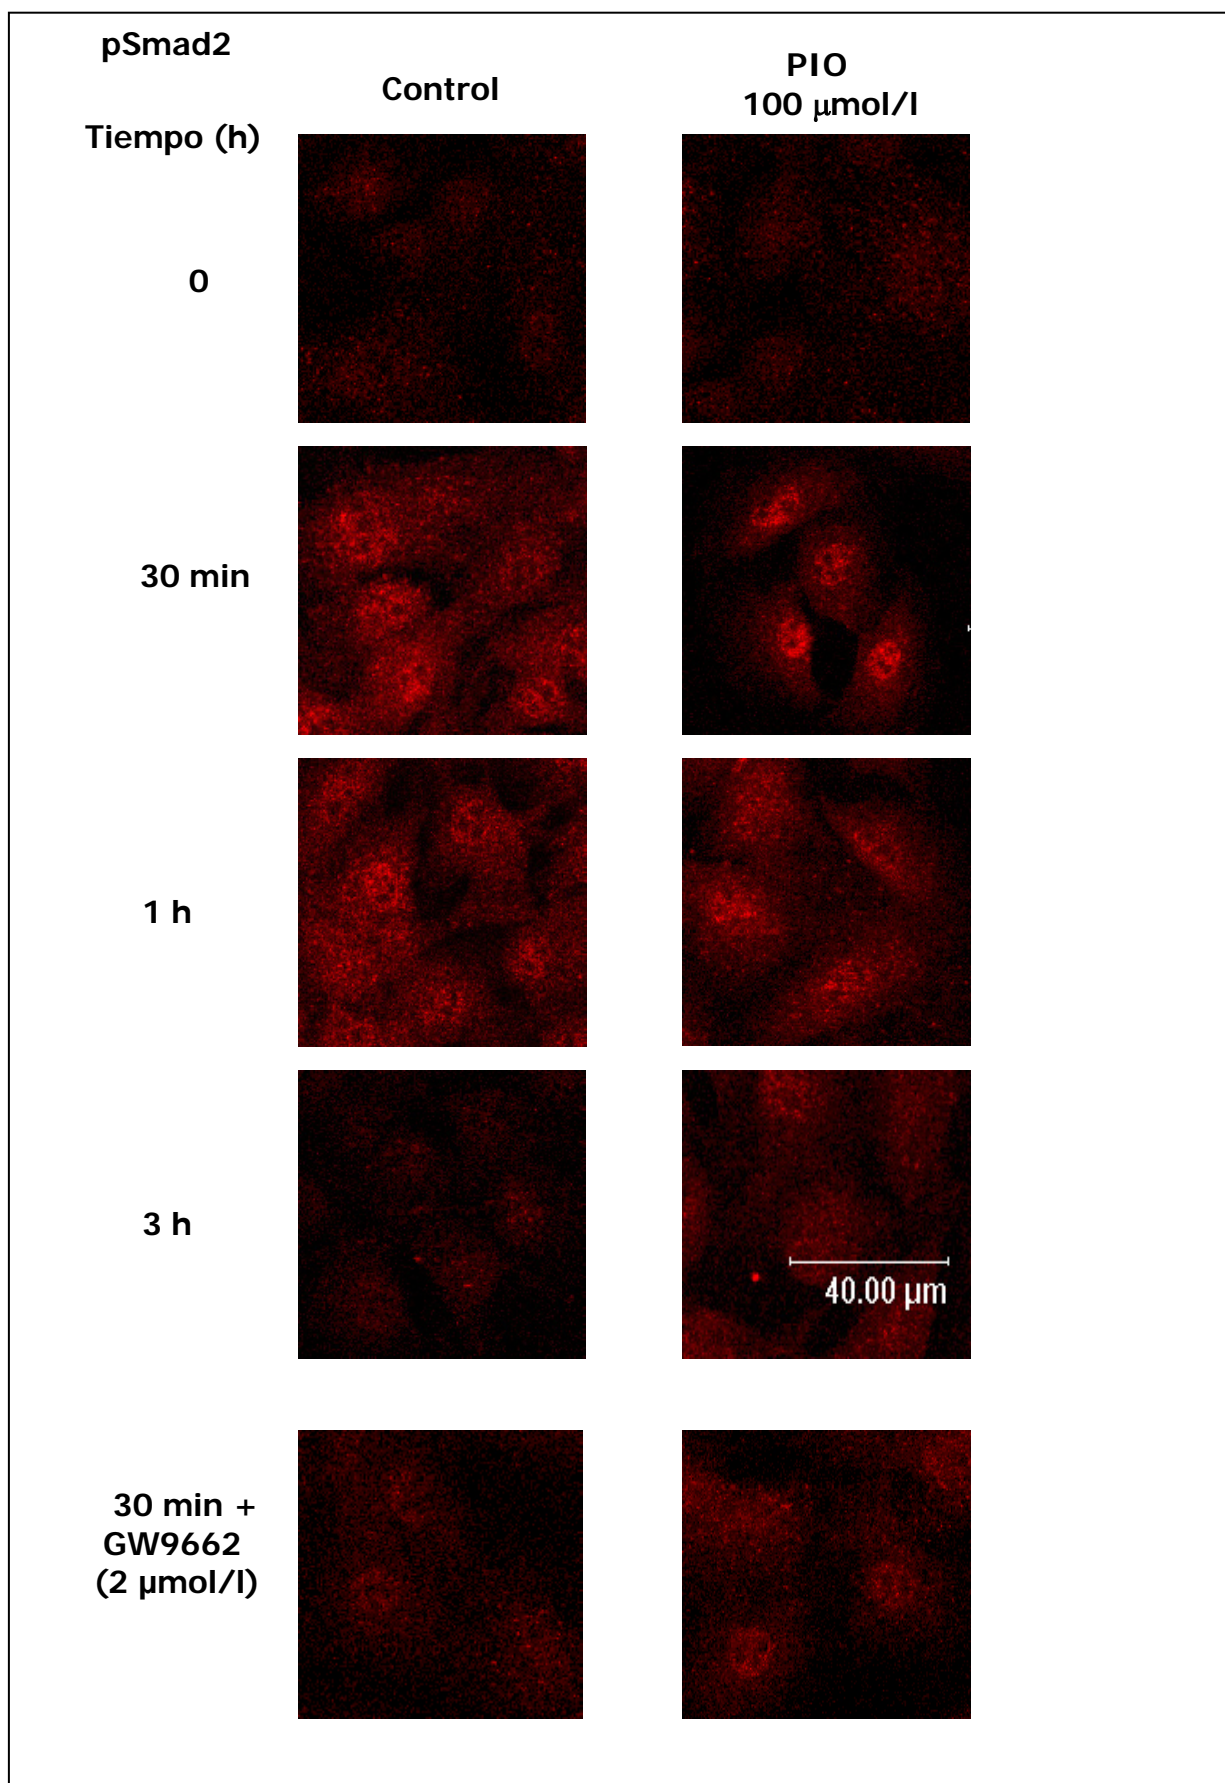 pSmad2
Control
PIO
100 μmol/l
Tiempo (h)
0
30 min
1 h
3 h
40.00 µm
30 min +
GW9662
(2 µmol/l)